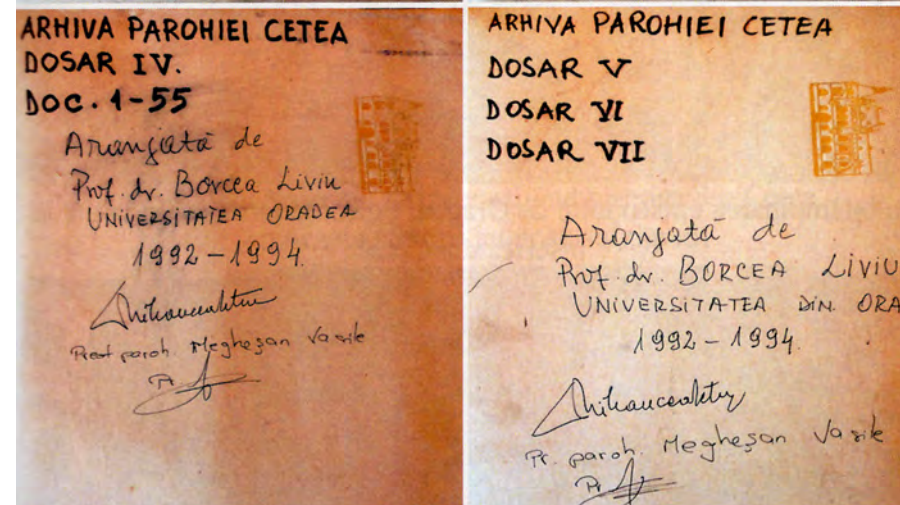 ARHIVA PAROHIEI CETEA
DOSAR IV.
DOC. 1-55
Aranjată de
Prof. dr. Borcea Liviu
UNIVERSITATEA ORADEA
1992 – 1994.
Preot paroh Megheşan Vasile
Pr.
ARHIVA PAROHIEI CETEA
DOSAR V
DOSAR VI
DOSAR VII
Aranjată de
Prof. dr. BORCEA LIVIU
UNIVERSITATEA DIN ORA
1992 – 1994.
Pr. paroh. Megheşan Vasile
Pr.